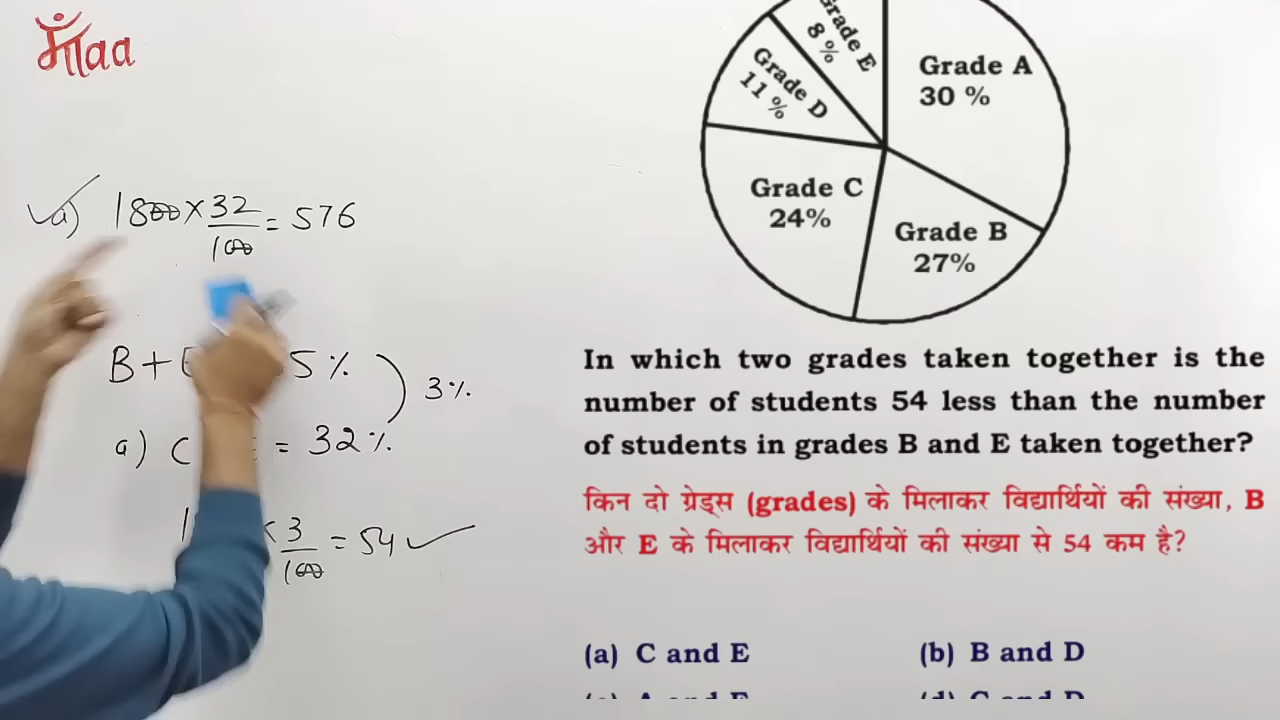 माँaa
Grade E
8 %
Grade D
11 %
Grade A
30 %
Grade C
24%
Grade B
27%
a) 1800 × 32 / 100 = 576
B + 5 %
3 %
a) C = 32 %
× 3 / 100 = 54 ✓
In which two grades taken together is the
number of students 54 less than the number
of students in grades B and E taken together?
किन दो ग्रेड्स (grades) के मिलाकर विद्यार्थियों की संख्या, B
और E के मिलाकर विद्यार्थियों की संख्या से 54 कम है?
(a) C and E
(b) B and D